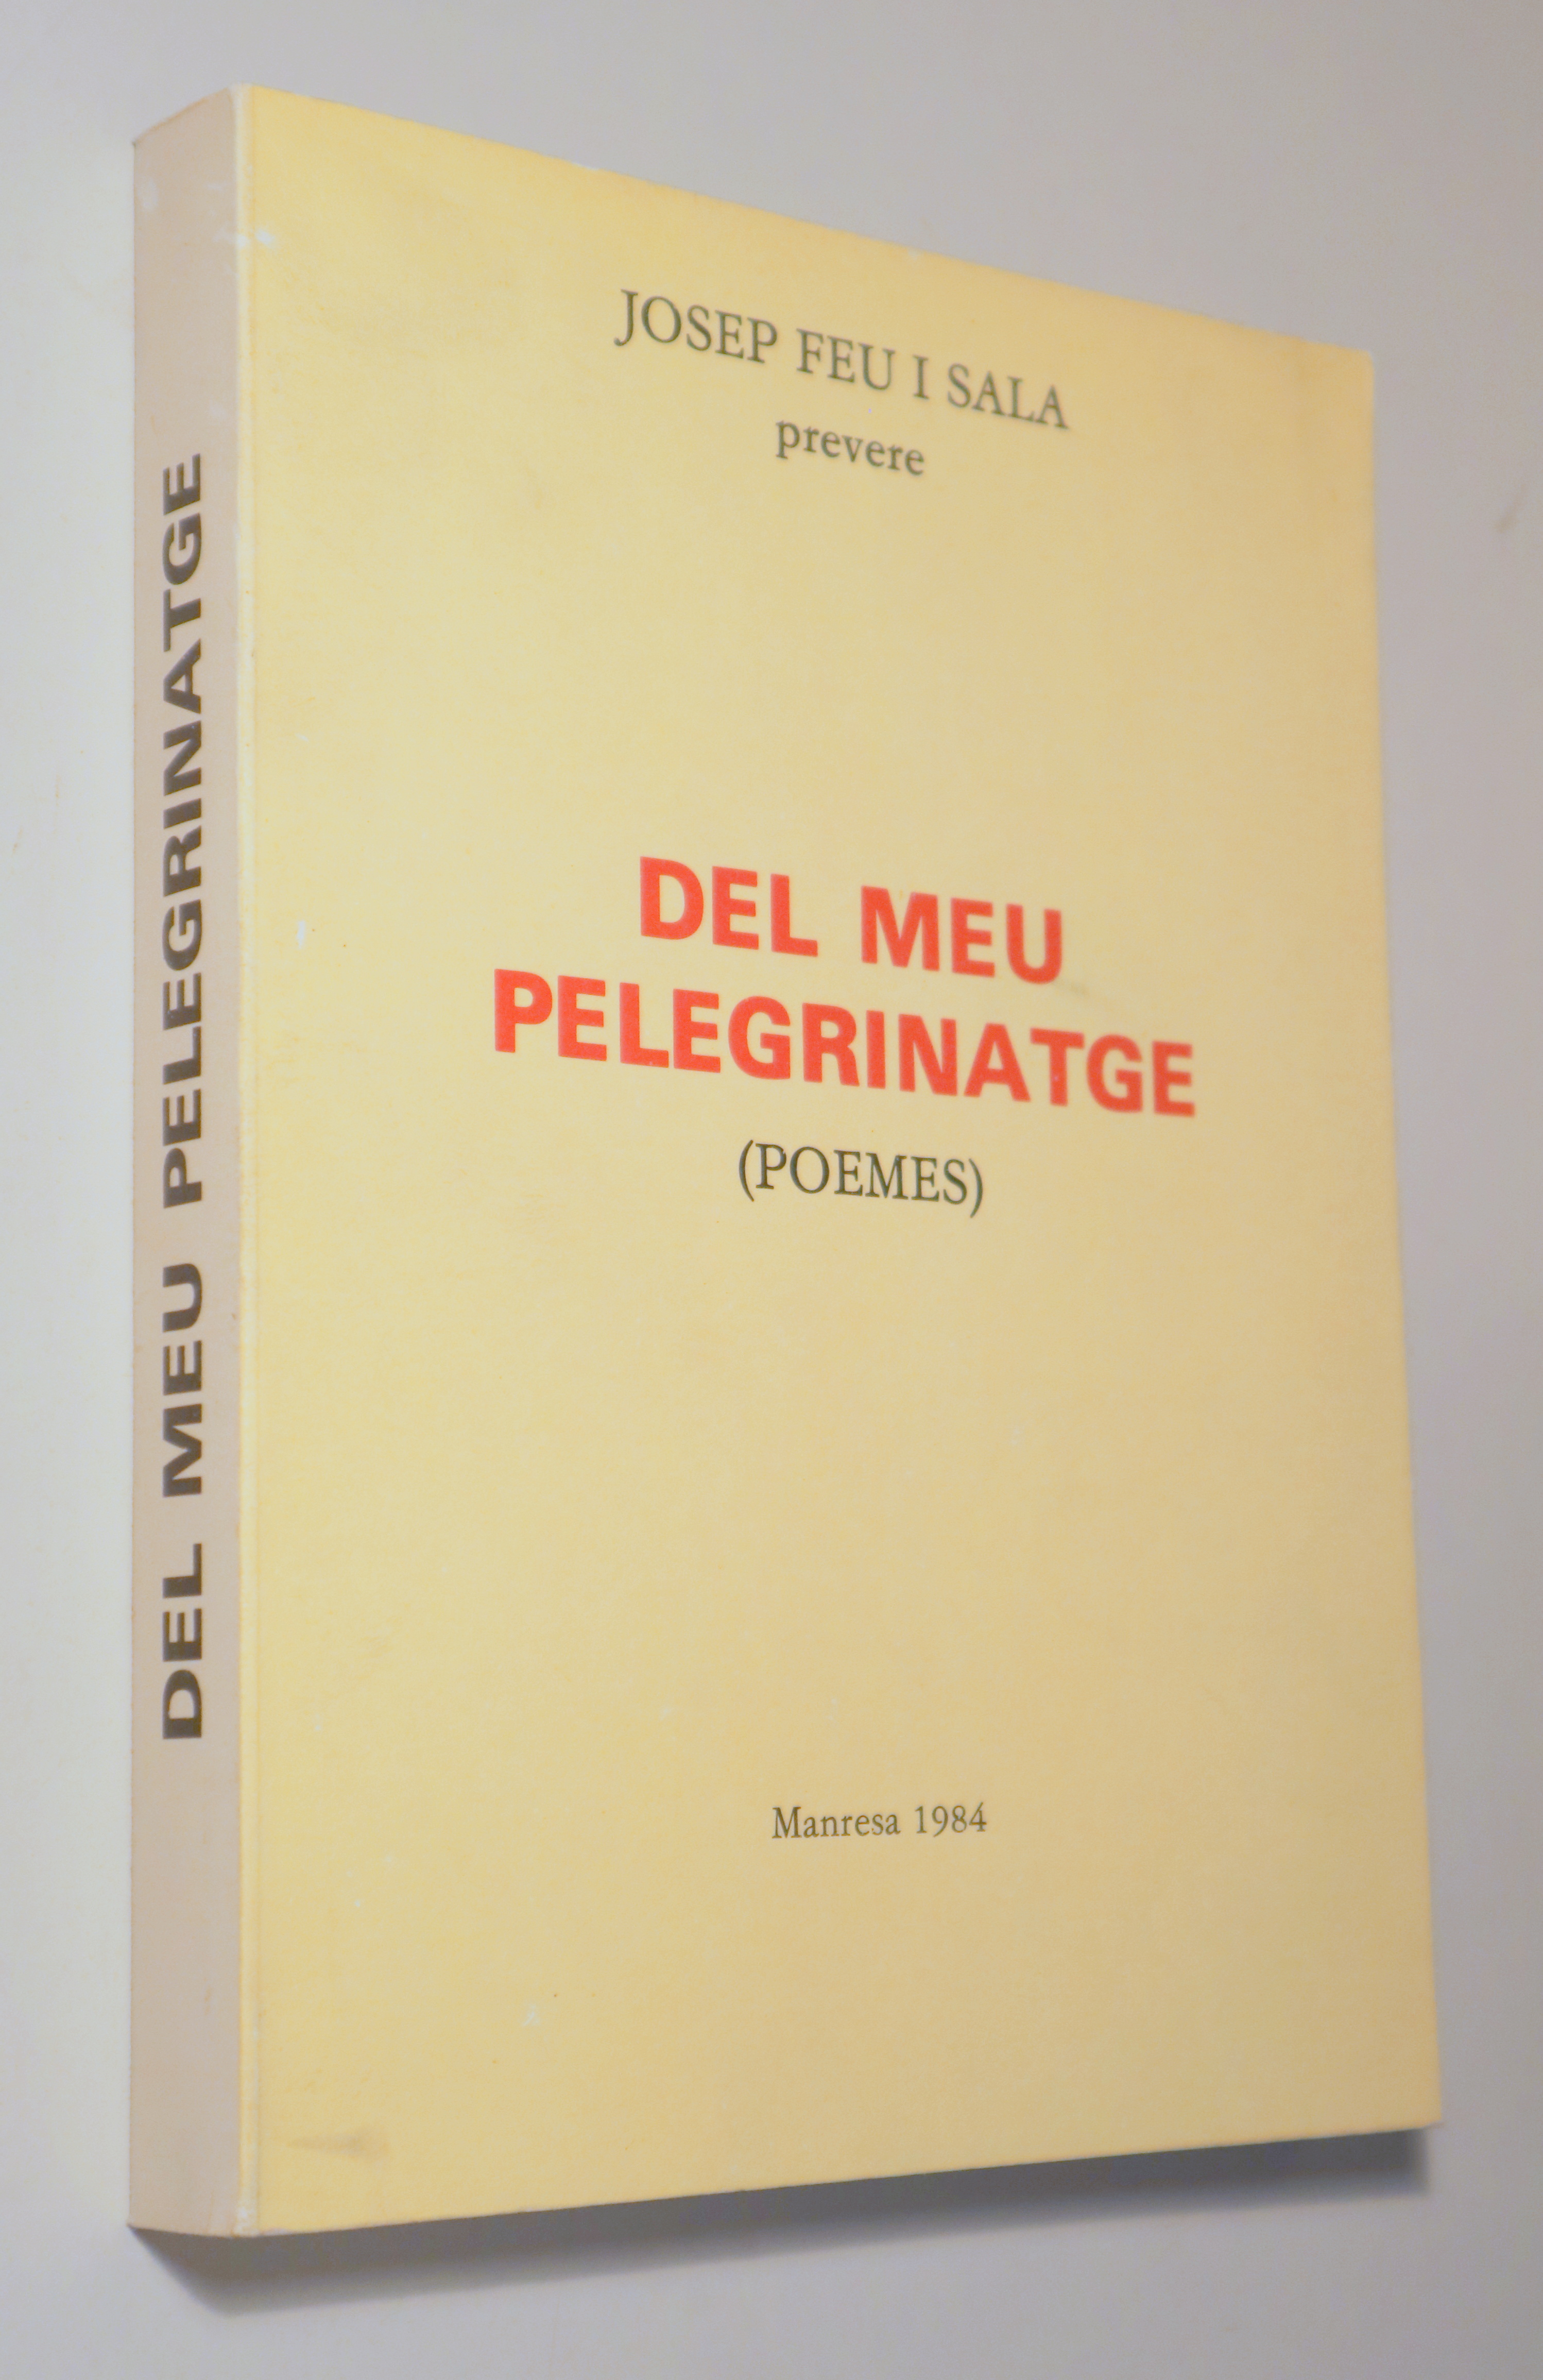 DEL MEU PELEGRINATGE
JOSEP FEU I SALA
prevere
DEL MEU
PELEGRINATGE
(POEMES)
Manresa 1984